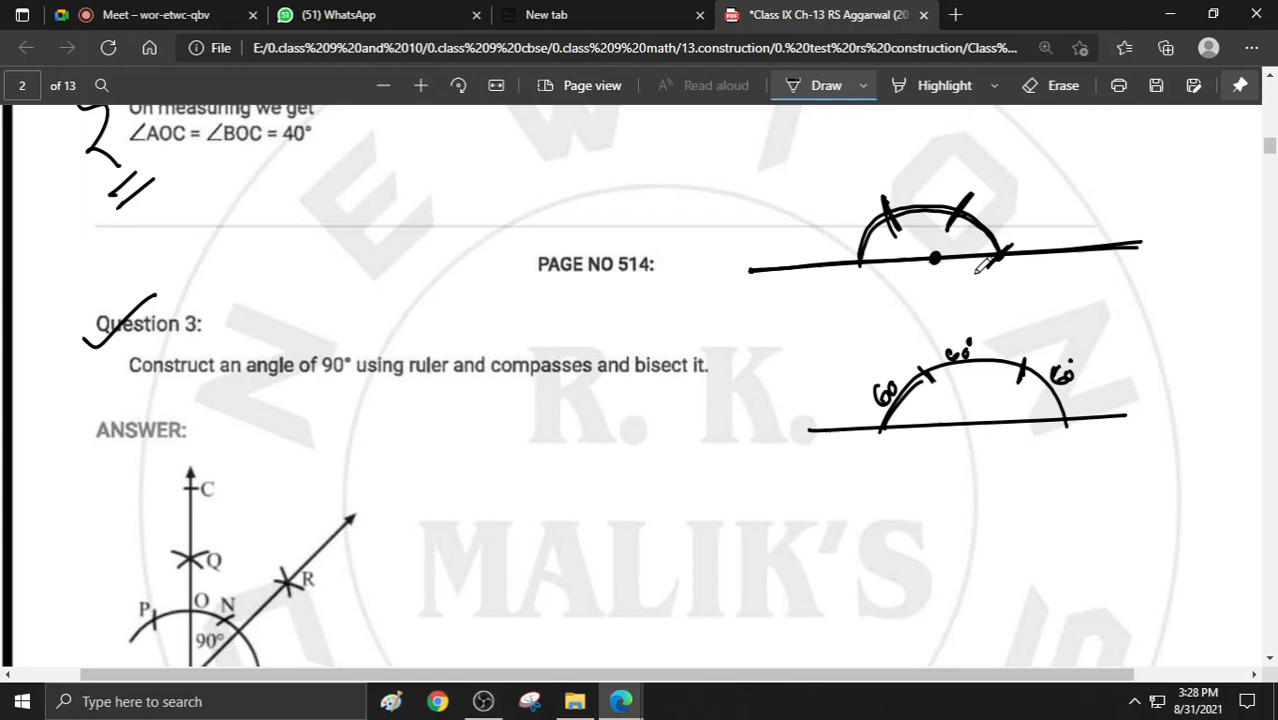 Meet – wor-etwc-qbv
(51) WhatsApp
New tab
*Class IX Ch-13 RS Aggarwal (20
File
E:/0.class%209%20and%2010/0.class%209%20cbse/0.class%209%20math/13.construction/0.%20test%20rs%20construction/Class%...
2 of 13
Page view
Read aloud
Draw
Highlight
Erase
On measuring we get
∠AOC = ∠BOC = 40°
PAGE NO 514:
Question 3:
Construct an angle of 90° using ruler and compasses and bisect it.
60
60°
60°
ANSWER:
C
Q
R
P
O
N
90°
NEWTON
R. K.
MALIK'S
Type here to search
3:28 PM
8/31/2021